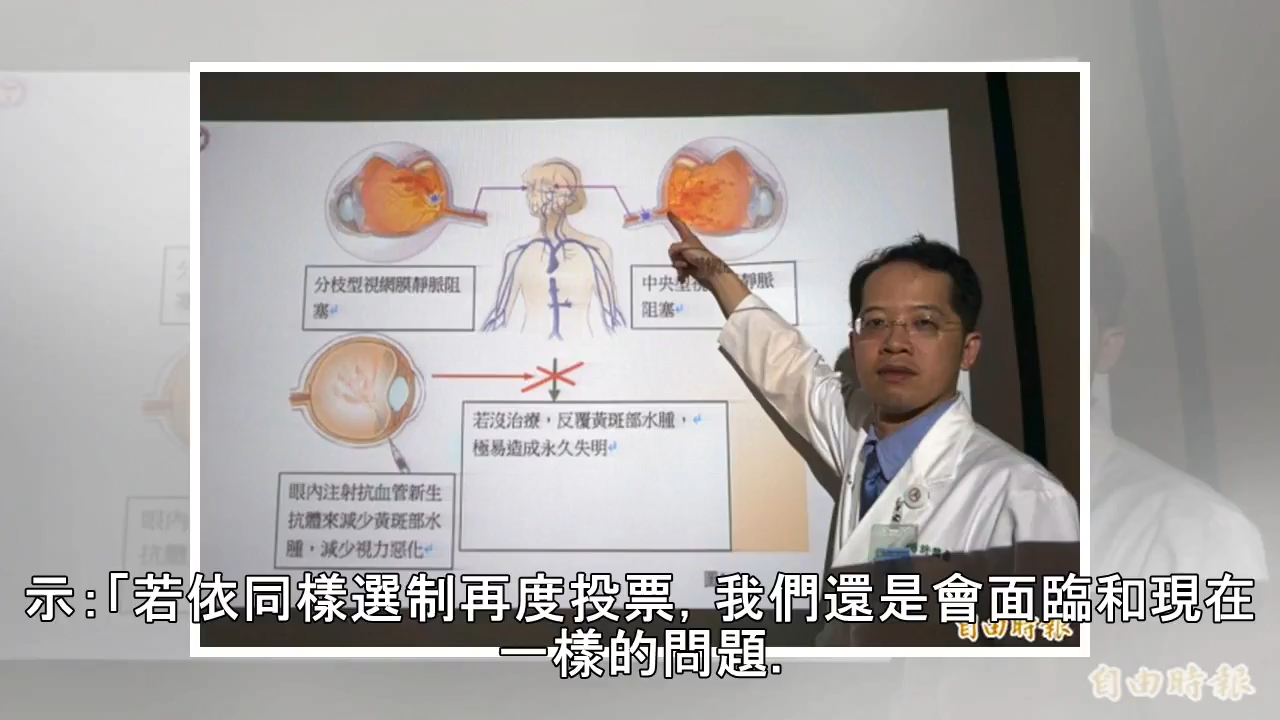 分枝型視網膜靜脈阻
塞
中央型視
靜脈
阻塞
若沒治療，反覆黃斑部水腫，
極易造成永久失明
眼內注射抗血管新生
抗體來減少黃斑部水
腫，減少視力惡化
自由時報
示:「若依同樣選制再度投票, 我們還是會面臨和現在
一樣的問題.
自由時報